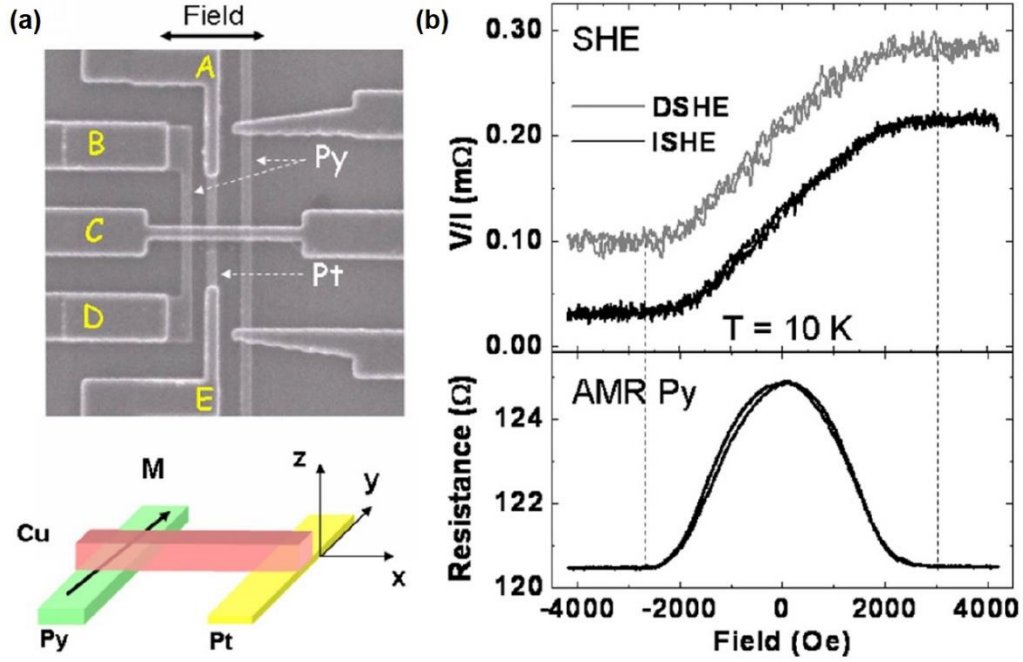 (a)
Field
A
B
Py
C
Pt
D
E
M
z
y
Cu
x
Py
Pt
(b)
0.30
SHE
DSHE
ISHE
0.20
V/I (mΩ)
0.10
T = 10 K
0.00
AMR Py
124
Resistance (Ω)
122
120
-4000 -2000 0 2000 4000
Field (Oe)